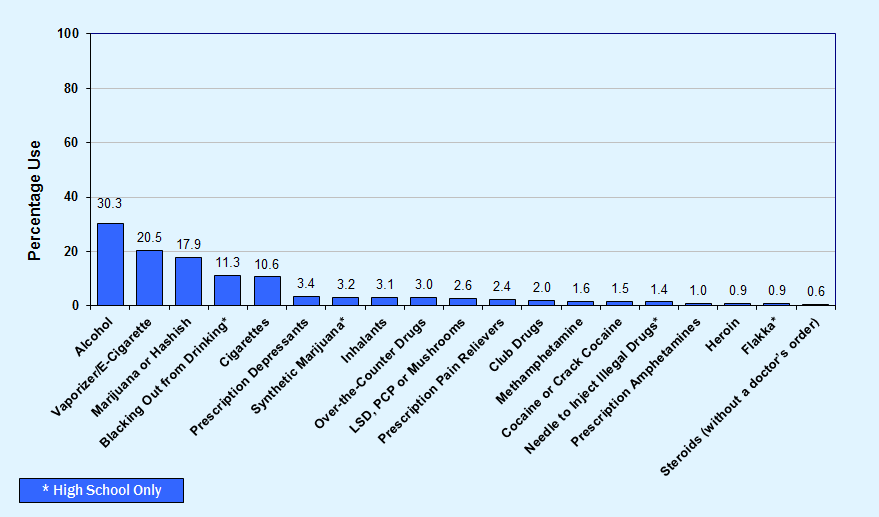 100
80
60
40
20
0
Percentage Use
30.3
20.5
17.9
11.3
10.6
3.4
3.2
3.1
3.0
2.6
2.4
2.0
1.6
1.5
1.4
1.0
0.9
0.9
0.6
Alcohol
Vaporizer/E-Cigarette
Marijuana or Hashish
Blacking Out from Drinking*
Cigarettes
Prescription Depressants
Synthetic Marijuana*
Inhalants
Over-the-Counter Drugs
LSD, PCP or Mushrooms
Prescription Pain Relievers
Club Drugs
Methamphetamine
Cocaine or Crack Cocaine
Needle to Inject Illegal Drugs*
Prescription Amphetamines
Heroin
Flakka*
Steroids (without a doctor's order)
* High School Only